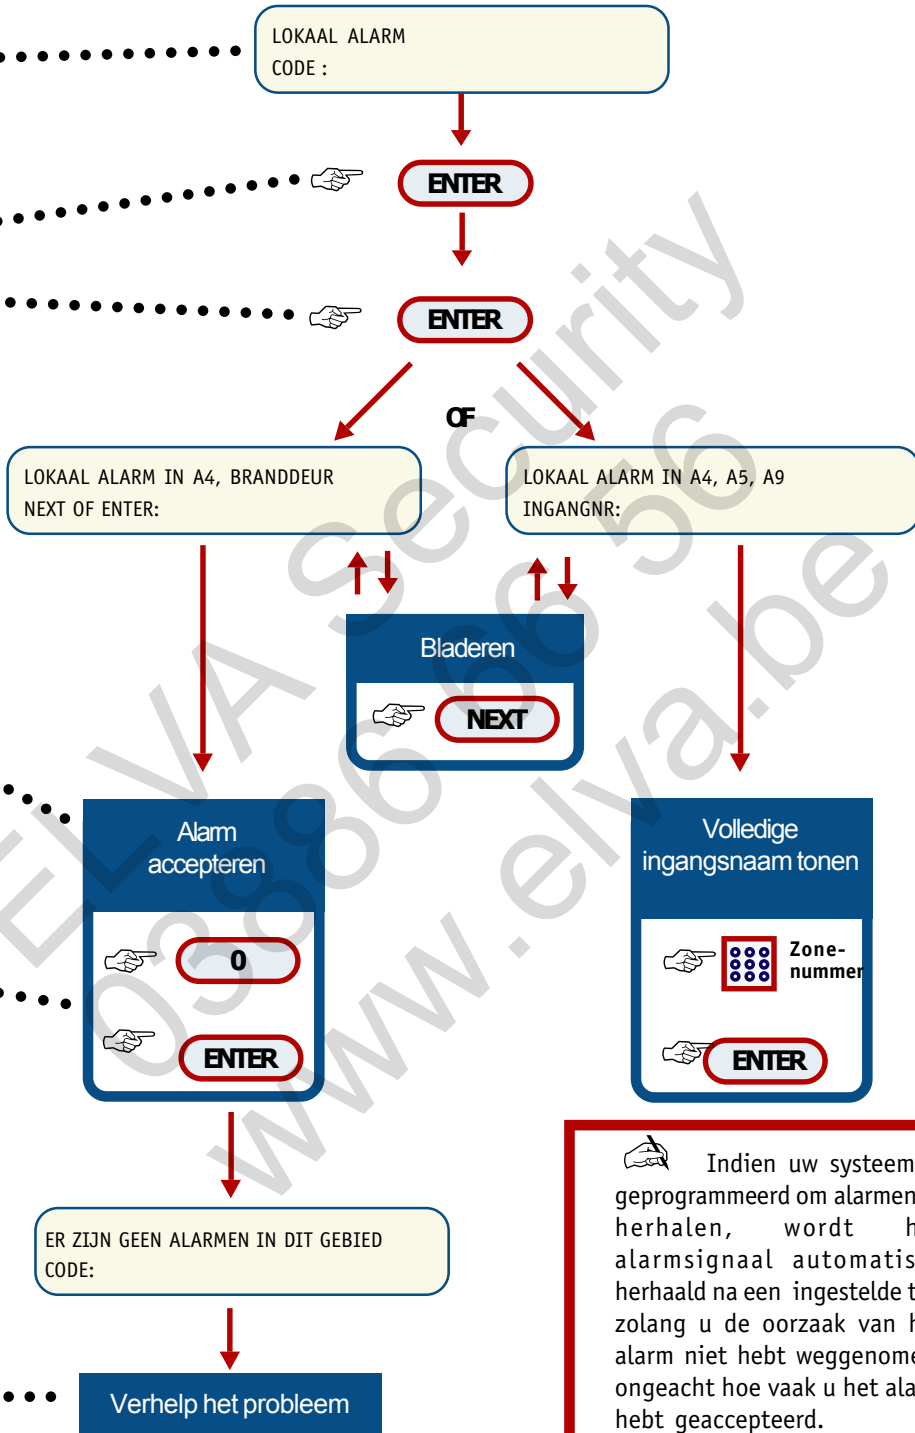 LOKAAL ALARM
CODE :
ENTER
ENTER
OF
LOKAAL ALARM IN A4, BRANDDEUR
NEXT OF ENTER:
LOKAAL ALARM IN A4, A5, A9
INGANGNR:
Bladeren
NEXT
Alarm
accepteren
0
ENTER
Volledige
ingangsnaam tonen
Zone-
nummer
ENTER
ER ZIJN GEEN ALARMEN IN DIT GEBIED
CODE:
Verhelp het probleem
Indien uw systeem
geprogrammeerd om alarmen
herhalen, wordt h
alarmsignaal automatis
herhaald na een ingestelde t
zolang u de oorzaak van h
alarm niet hebt weggenome
ongeacht hoe vaak u het ala
hebt geaccepteerd.
ELVA Security
03886 66 56
www.elva.be